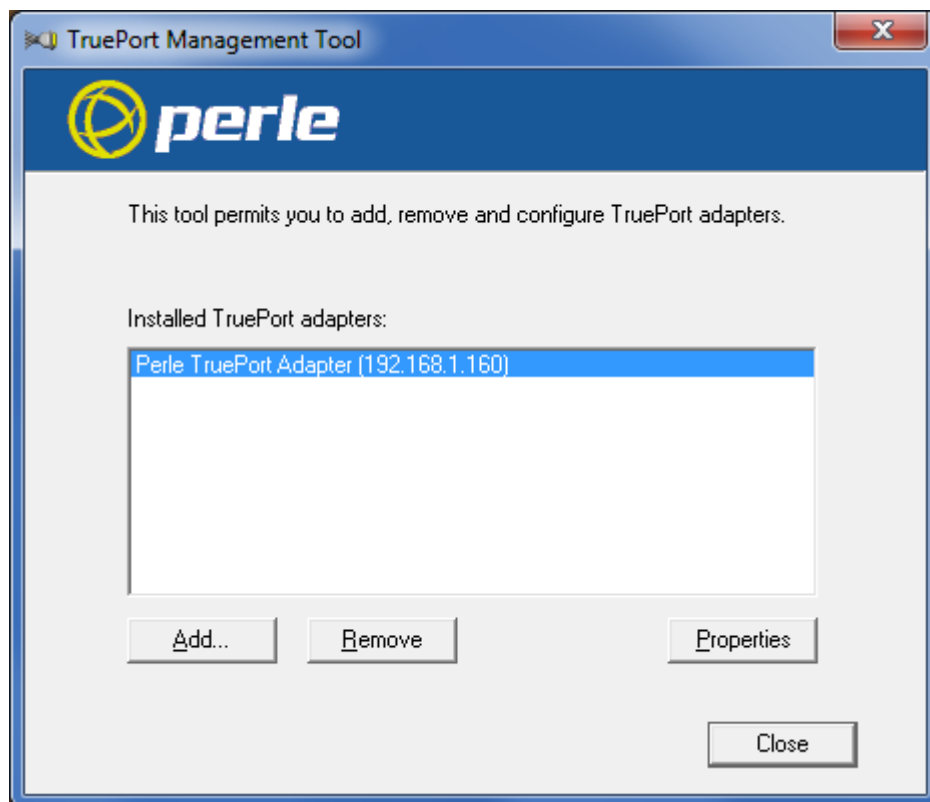 TruePort Management Tool
perle
This tool permits you to add, remove and configure TruePort adapters.
Installed TruePort adapters:
Perle TruePort Adapter (192.168.1.160)
Add...
Remove
Properties
Close